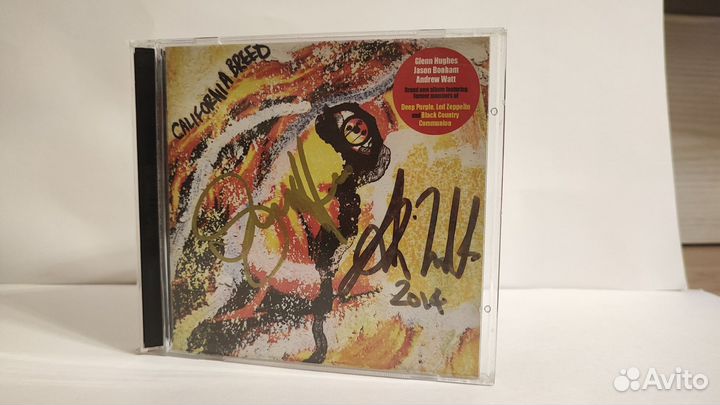 CALIFORNIA BREED
Glenn Hughes
Jason Bonham
Andrew Watt
Brand new album featuring
former members of
Deep Purple, Led Zeppelin
and Black Country
Communion
2014
Avito